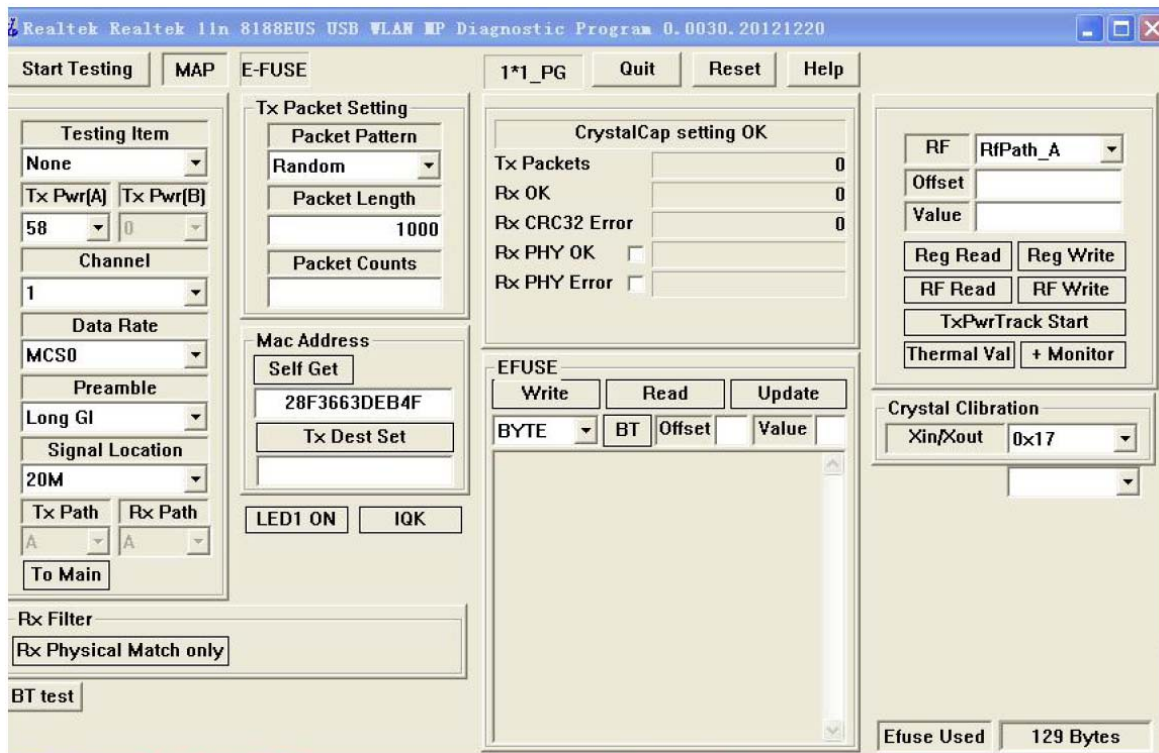 Realtek Realtek 11n 8188EUS USB WLAN MP Diagnostic Program 0.0030.20121220
Start Testing MAP E-FUSE 1*1_PG Quit Reset Help
Testing Item
None
Tx Pwr(A) Tx Pwr(B)
58 0
Channel
1
Data Rate
MCS0
Preamble
Long GI
Signal Location
20M
Tx Path Rx Path
A A
To Main
Rx Filter
Rx Physical Match only
BT test
Tx Packet Setting
Packet Pattern
Random
Packet Length
1000
Packet Counts
Mac Address
Self Get
28F3663DEB4F
Tx Dest Set
LED1 ON IQK
CrystalCap setting OK
Tx Packets 0
Rx OK 0
Rx CRC32 Error 0
Rx PHY OK
Rx PHY Error
EFUSE
Write Read Update
BYTE BT Offset Value
RF RfPath_A
Offset
Value
Reg Read Reg Write
RF Read RF Write
TxPwrTrack Start
Thermal Val + Monitor
Crystal Clibration
Xin/Xout 0x17
Efuse Used 129 Bytes